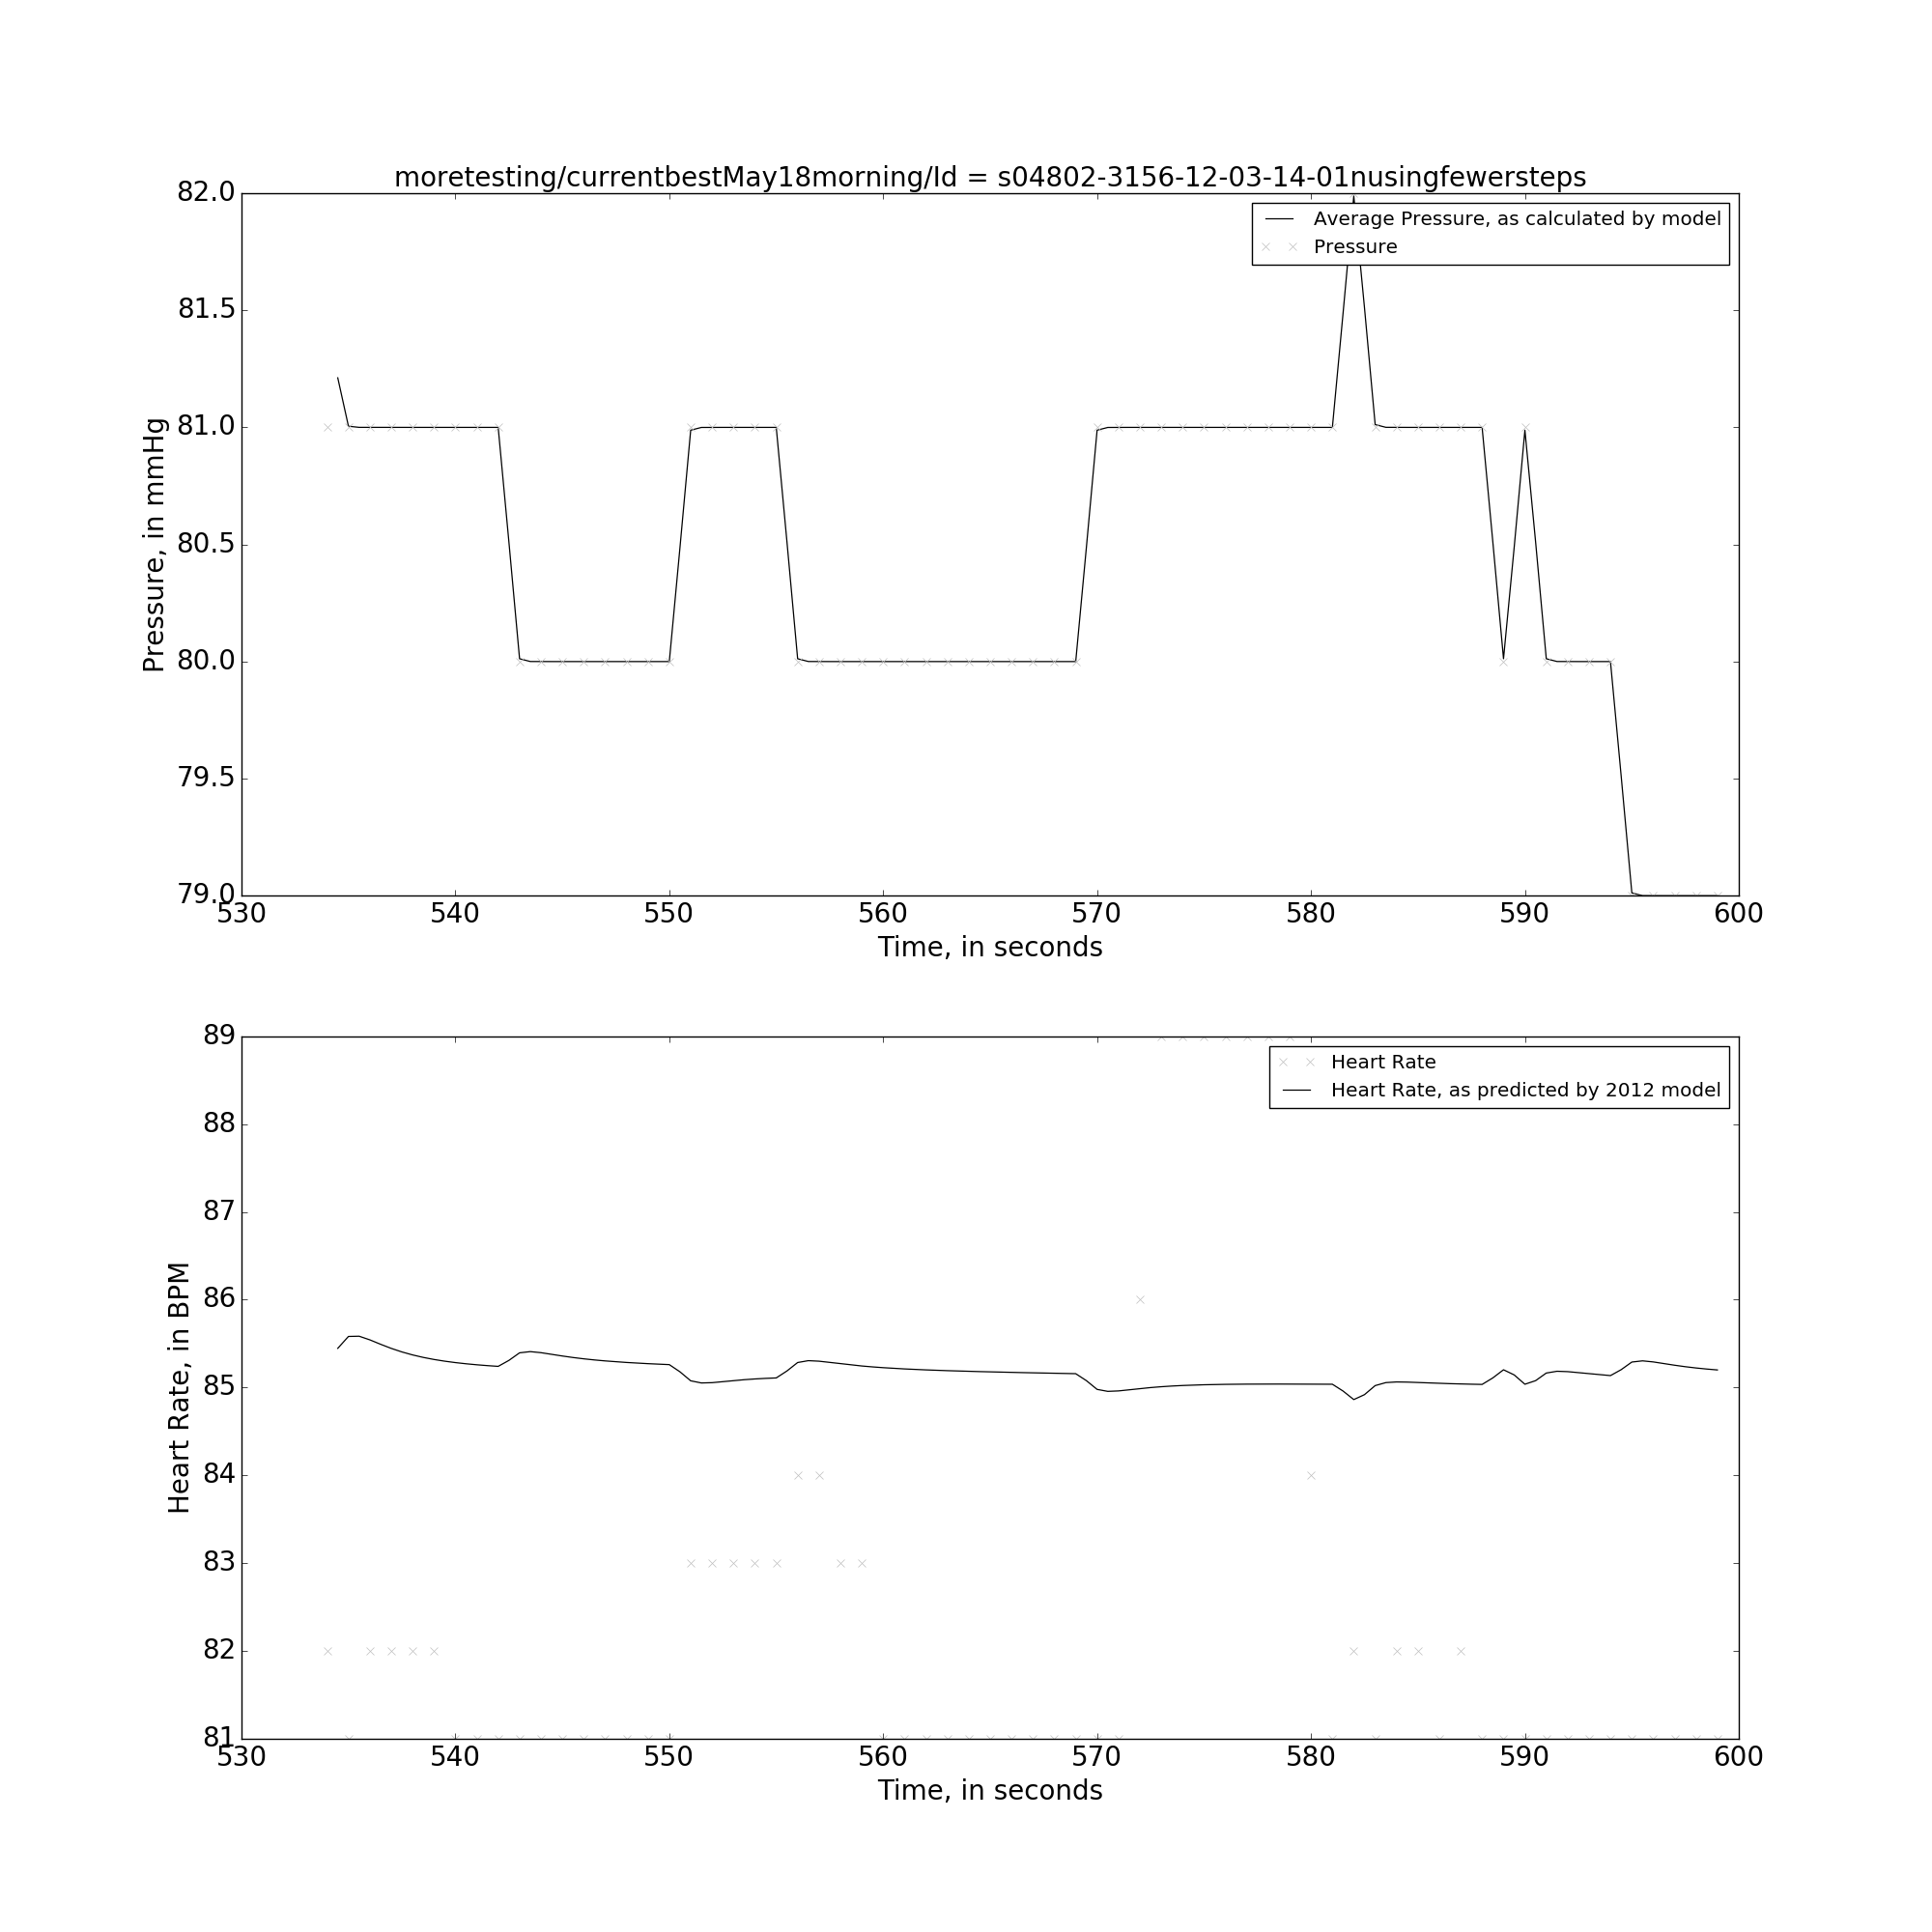 moretesting/currentbestMay18morning/Id = s04802-3156-12-03-14-01nusingfewersteps
82.0
81.5
81.0
80.5
80.0
79.5
79.0
Pressure, in mmHg
Average Pressure, as calculated by model
Pressure
530 540 550 560 570 580 590 600
Time, in seconds
89
88
87
86
85
84
83
82
81
Heart Rate, in BPM
Heart Rate
Heart Rate, as predicted by 2012 model
530 540 550 560 570 580 590 600
Time, in seconds